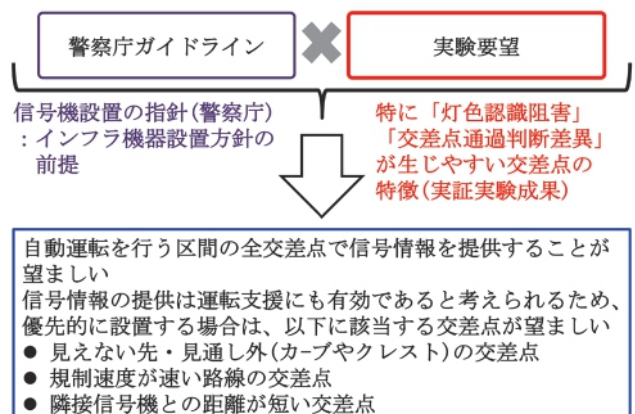 警察庁ガイドライン
実験要望
信号機設置の指針(警察庁)
：インフラ機器設置方針の
前提
特に「灯色認識阻害」
「交差点通過判断差異」
が生じやすい交差点の
特徴(実証実験成果)
自動運転を行う区間の全交差点で信号情報を提供することが
望ましい
信号情報の提供は運転支援にも有効であると考えられるため、
優先的に設置する場合は、以下に該当する交差点が望ましい
● 見えない先・見通し外(カーブやクレスト)の交差点
● 規制速度が速い路線の交差点
● 隣接信号機との距離が短い交差点